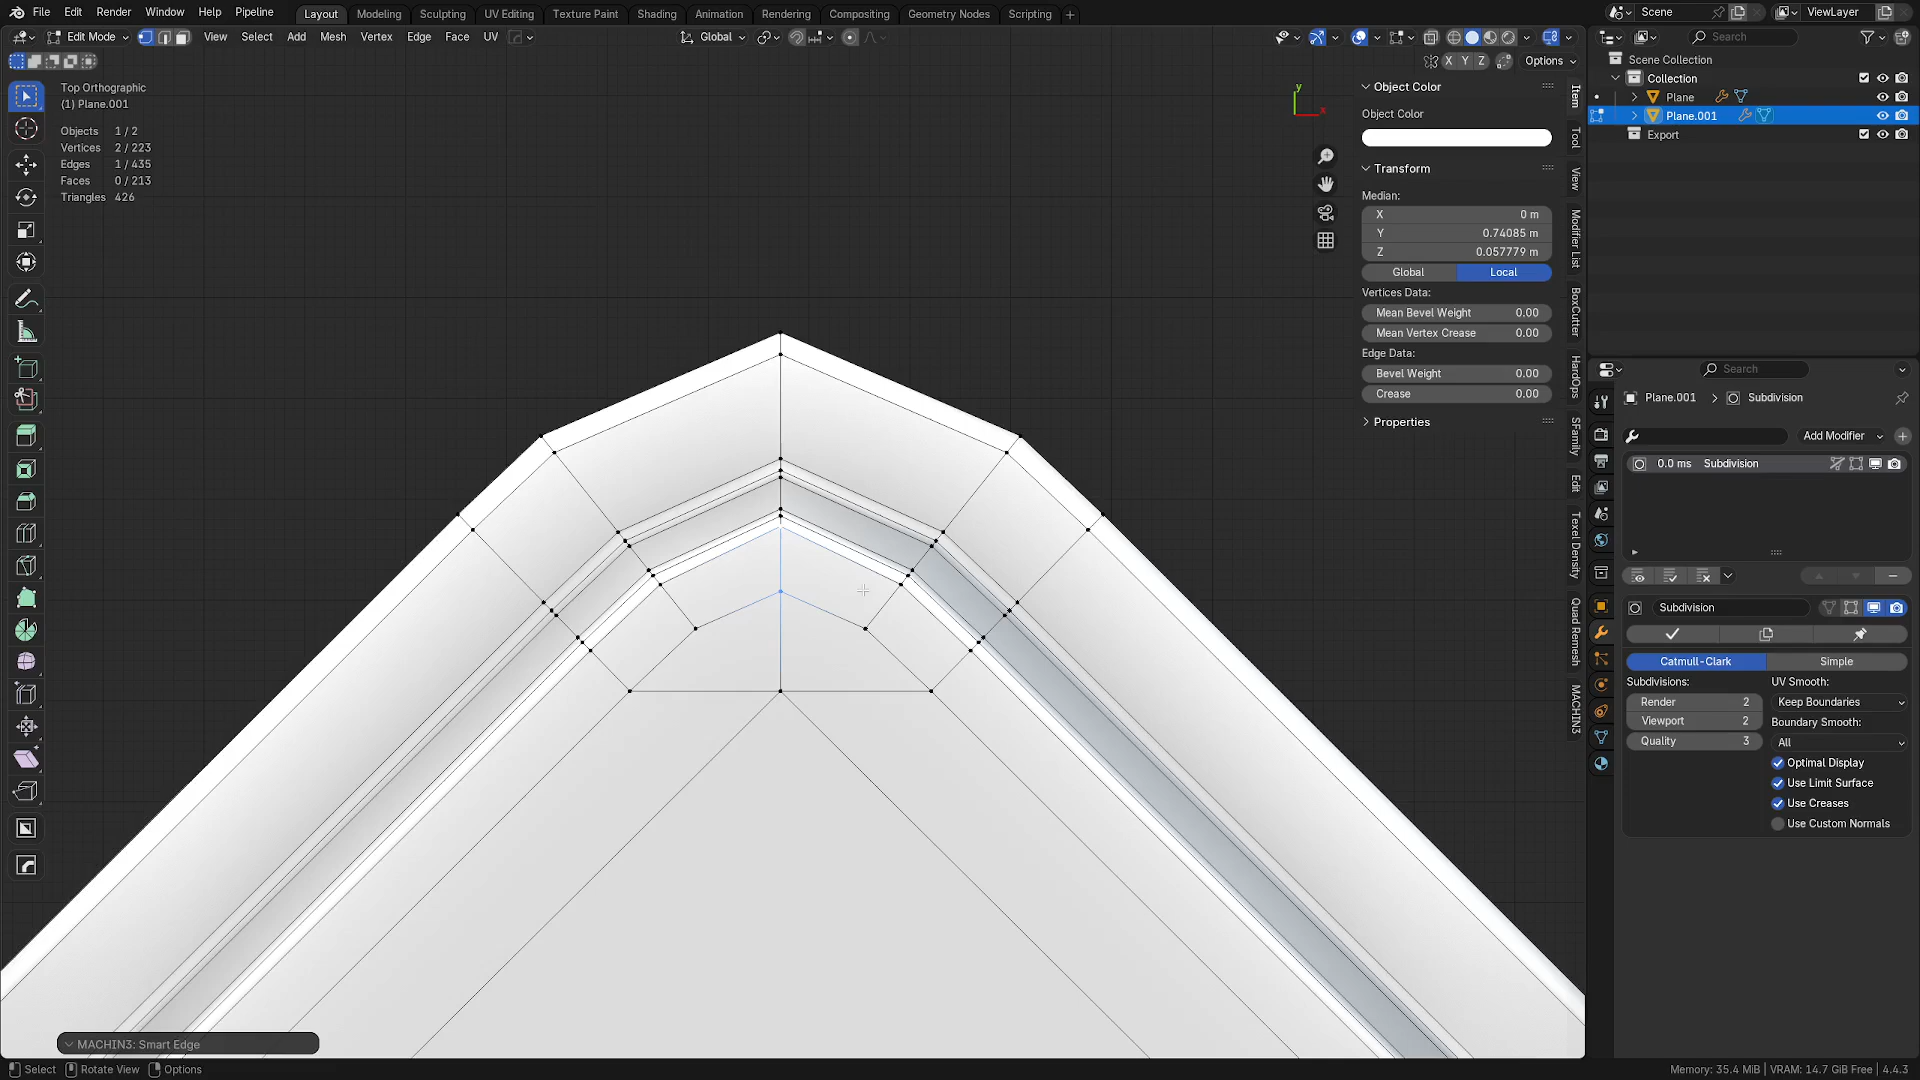 File Edit Render Window Help Pipeline Layout Modeling Sculpting UV Editing Texture Paint Shading Animation Rendering Compositing Geometry Nodes Scripting + Scene ViewLayer
Edit Mode View Select Add Mesh Vertex Edge Face UV Global Search
X Y Z Options
Scene Collection
Collection
Plane
Plane.001
Export
Top Orthographic
(1) Plane.001
Objects 1 / 2
Vertices 2 / 223
Edges 1 / 435
Faces 0 / 213
Triangles 426
y
x
Object Color
Object Color
Transform
Median:
X 0 m
Y 0.74085 m
Z 0.057779 m
Global Local
Vertices Data:
Mean Bevel Weight 0.00
Mean Vertex Crease 0.00
Edge Data:
Bevel Weight 0.00
Crease 0.00
Properties
Item
Tool
View
Modifier List
BoxCutter
HardOps
SFamily
Edit
Texel Density
Quad Remesh
MACHIN3
Search
Plane.001 > Subdivision
Add Modifier
0.0 ms Subdivision
Subdivision
Catmull-Clark Simple
Subdivisions: UV Smooth:
Render 2 Keep Boundaries
Viewport 2 Boundary Smooth:
Quality 3 All
Optimal Display
Use Limit Surface
Use Creases
Use Custom Normals
MACHIN3: Smart Edge
Select Rotate View Options Memory: 35.4 MiB | VRAM: 14.7 GiB Free | 4.4.3